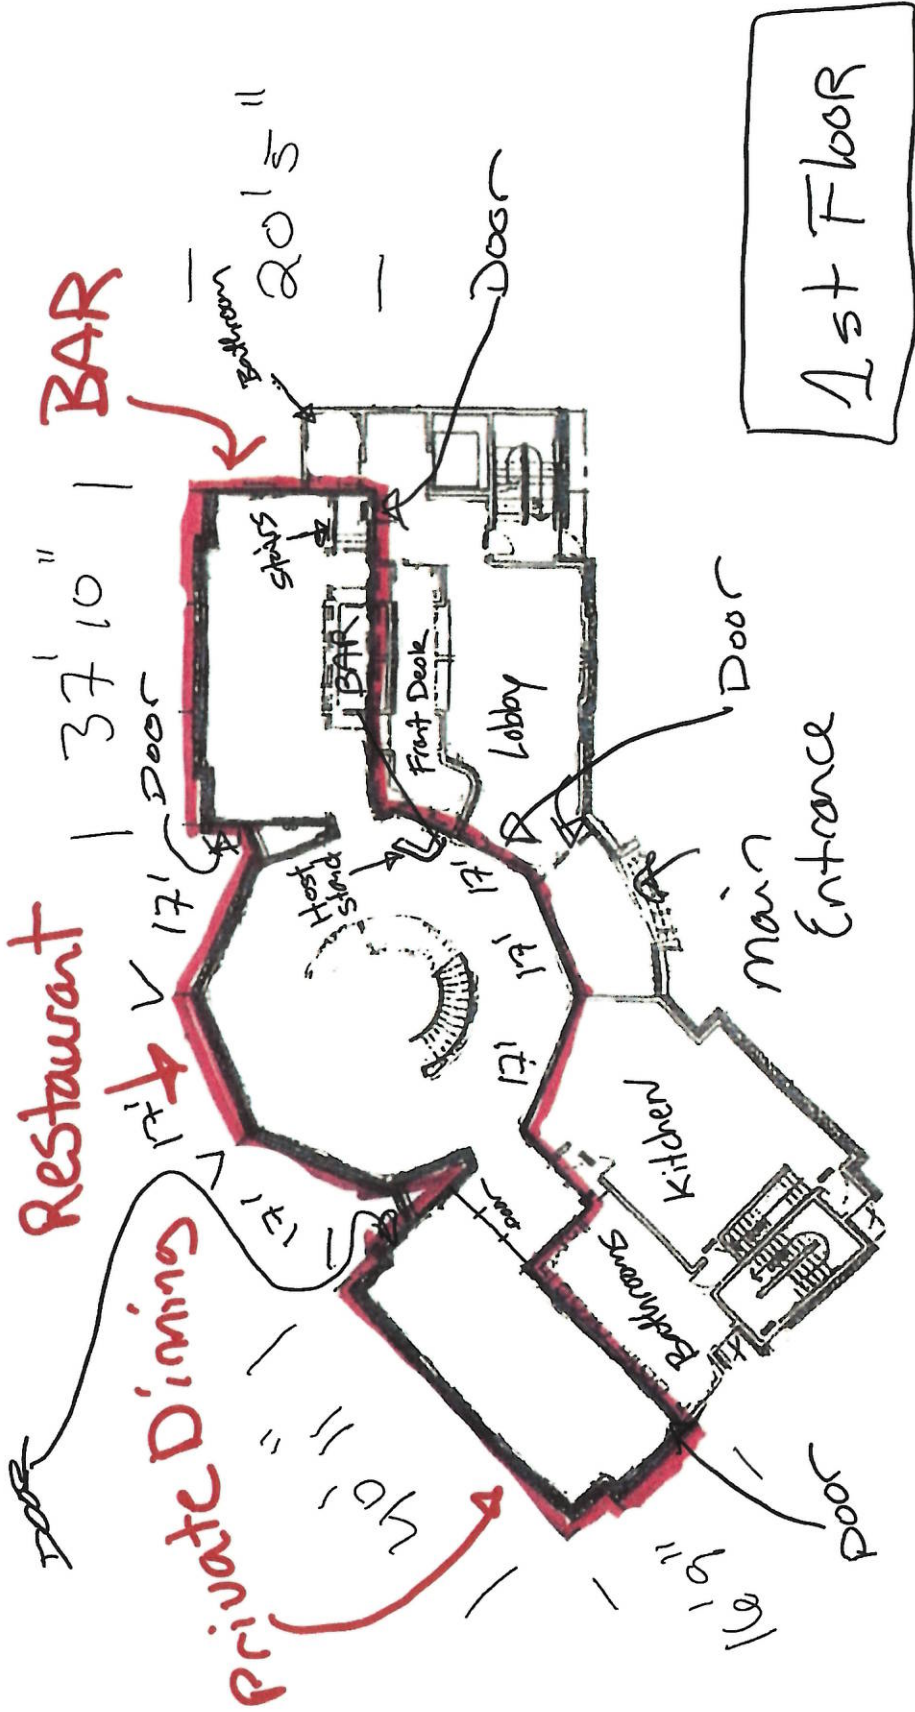 Restaurant
BAR
Private Dining
Door
37' 10"
Door
17'
17'
17'
40' 11"
Bathroom
20'5"
Stairs
BAR
Host
Stand
Front Desk
Lobby
Door
17'
17'
17'
Door
Bathrooms
Kitchen
16'9"
Door
Door
Main
Entrance
1st Floor